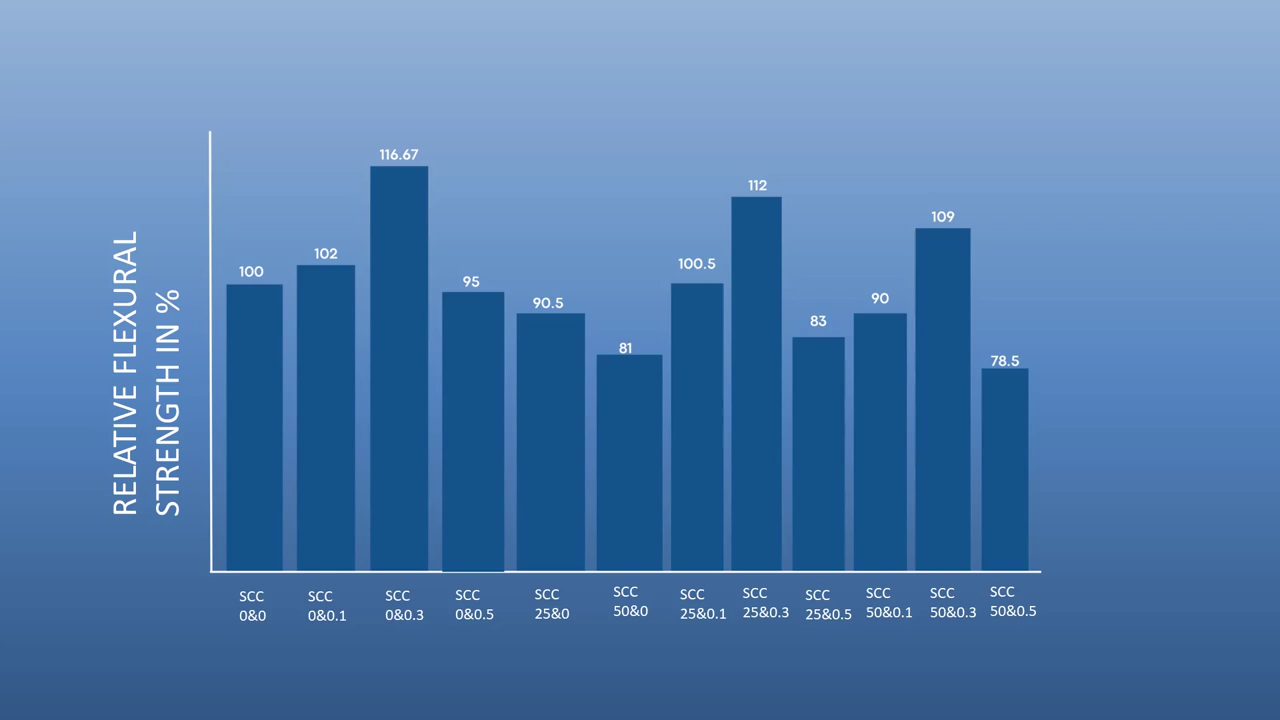 RELATIVE FLEXURAL
STRENGTH IN %
100
102
116.67
95
90.5
81
100.5
112
83
90
109
78.5
SCC
0&0
SCC
0&0.1
SCC
0&0.3
SCC
0&0.5
SCC
25&0
SCC
50&0
SCC
25&0.1
SCC
25&0.3
SCC
25&0.5
SCC
50&0.1
SCC
50&0.3
SCC
50&0.5